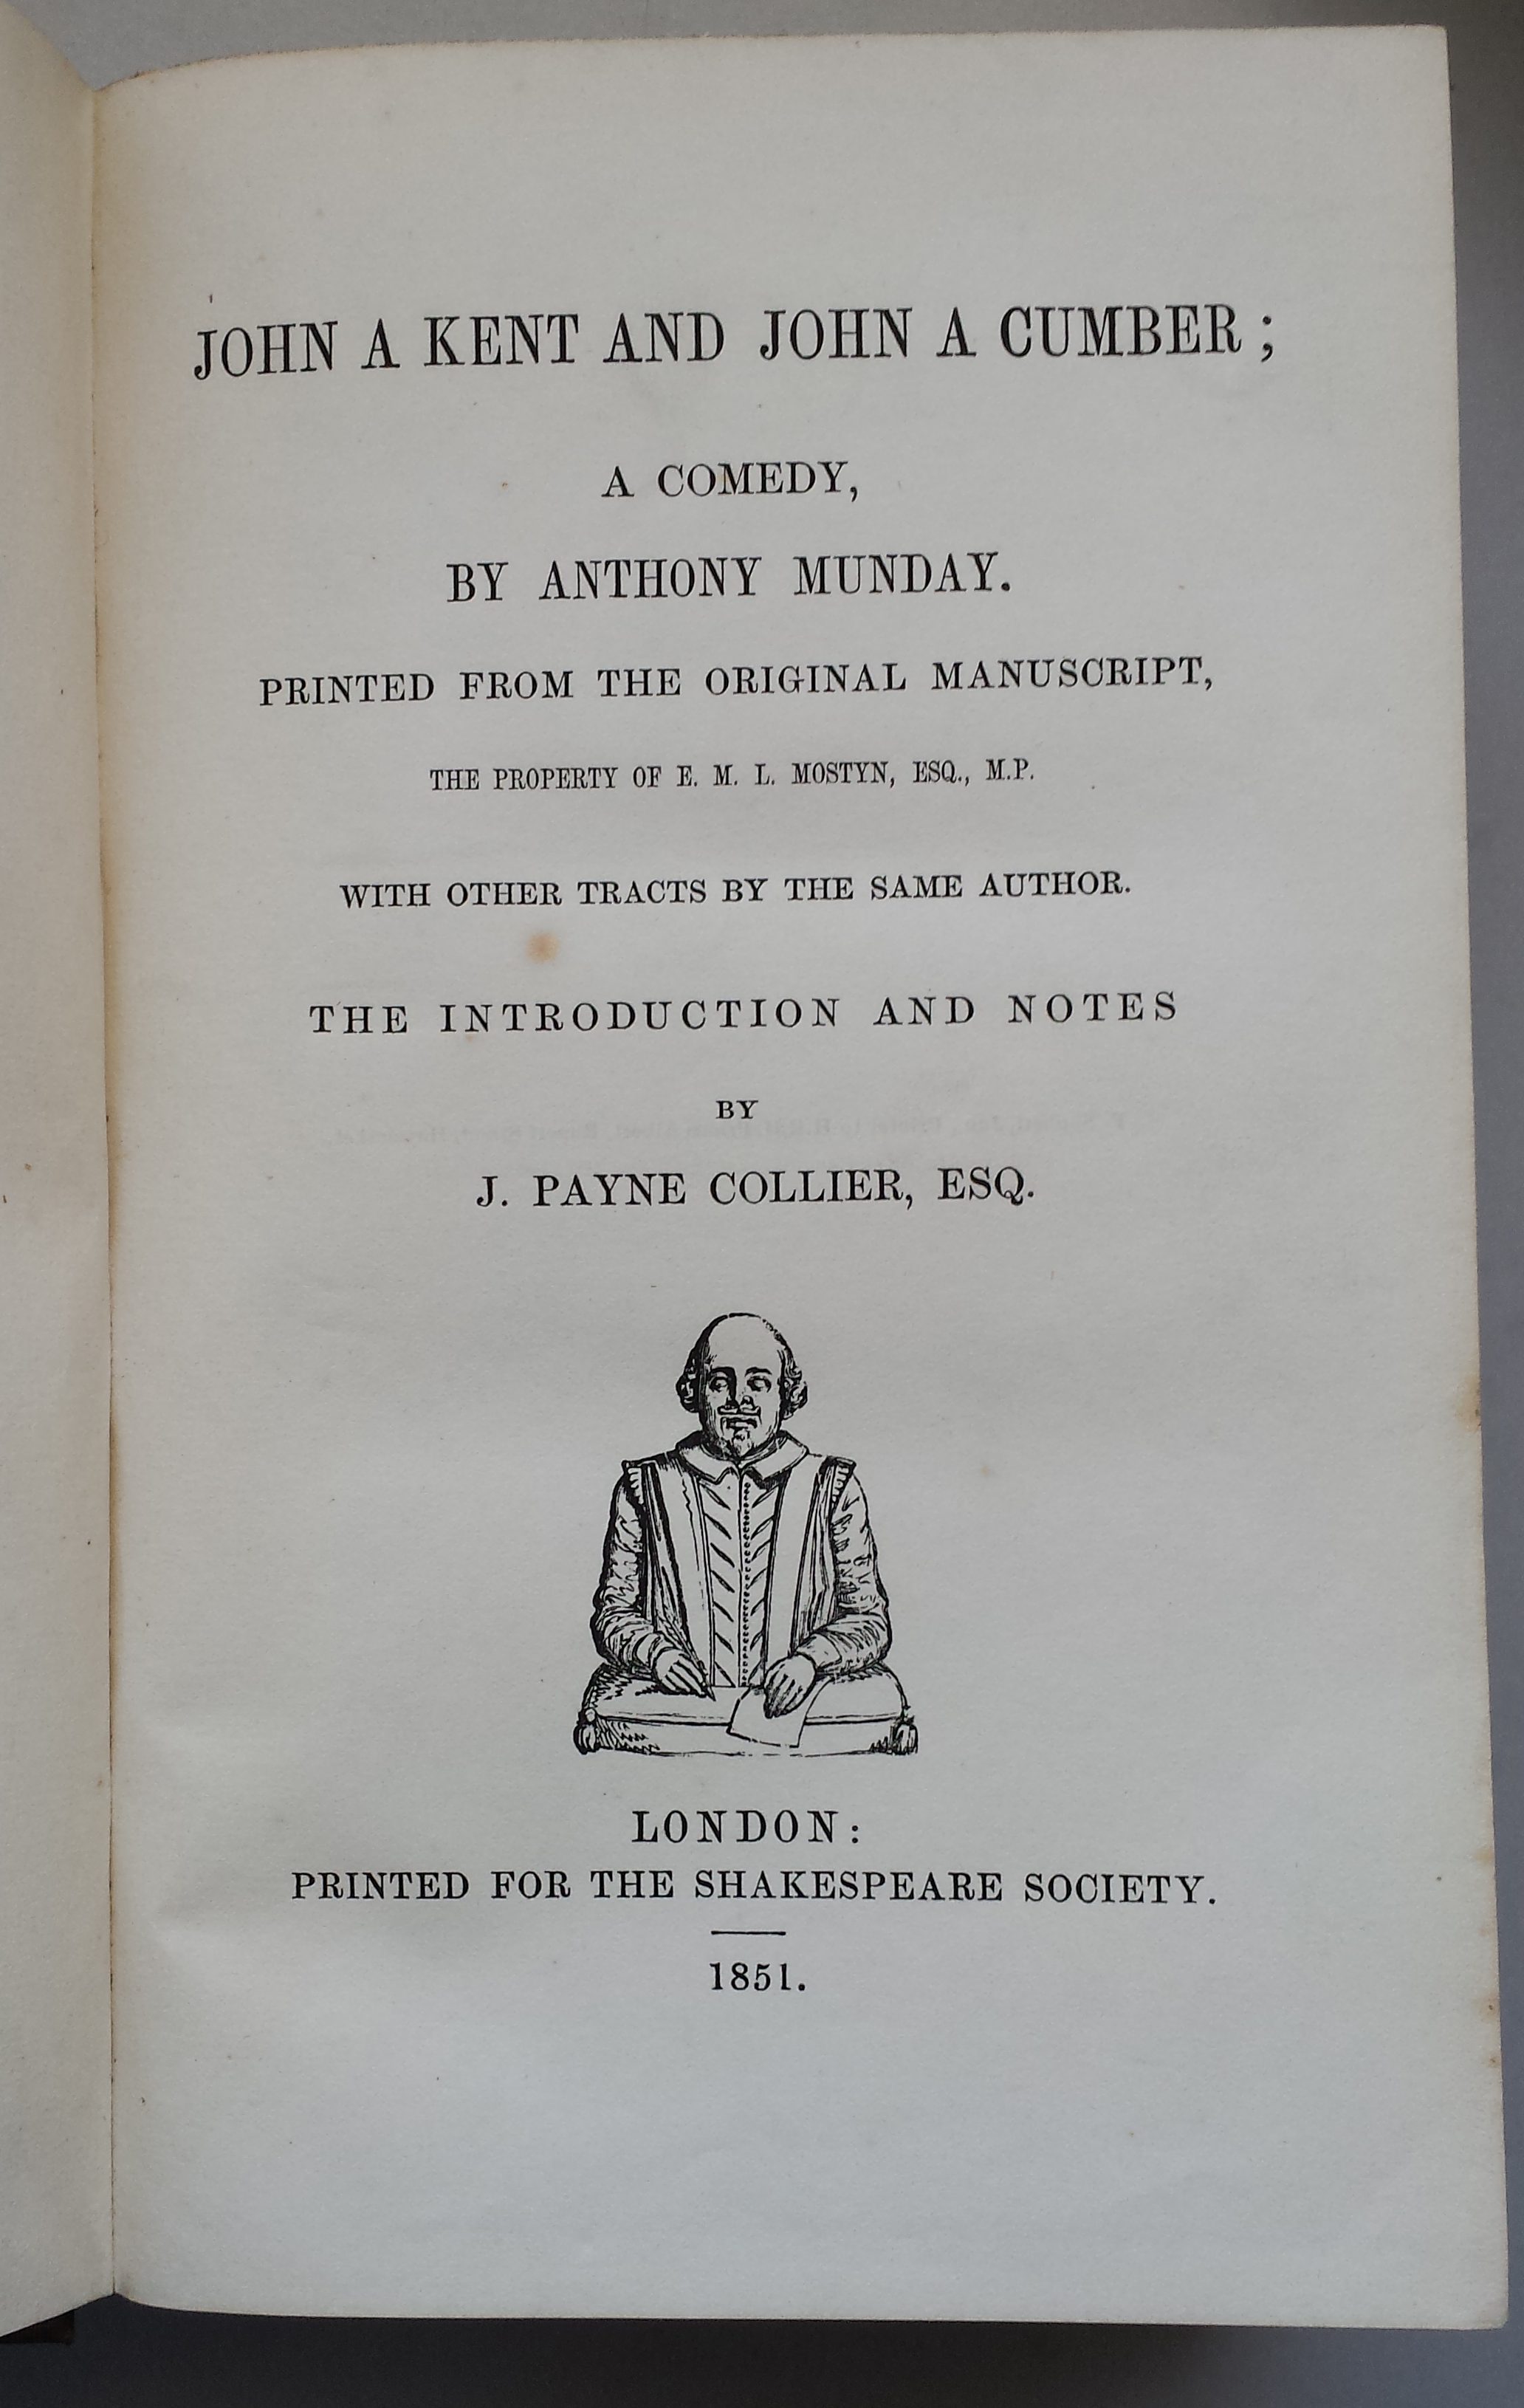 JOHN A KENT AND JOHN A CUMBER;
A COMEDY,
BY ANTHONY MUNDAY.
PRINTED FROM THE ORIGINAL MANUSCRIPT,
THE PROPERTY OF E. M. L. MOSTYN, ESQ., M.P.
WITH OTHER TRACTS BY THE SAME AUTHOR.
THE INTRODUCTION AND NOTES
BY
J. PAYNE COLLIER, ESQ.
LONDON:
PRINTED FOR THE SHAKESPEARE SOCIETY.
1851.